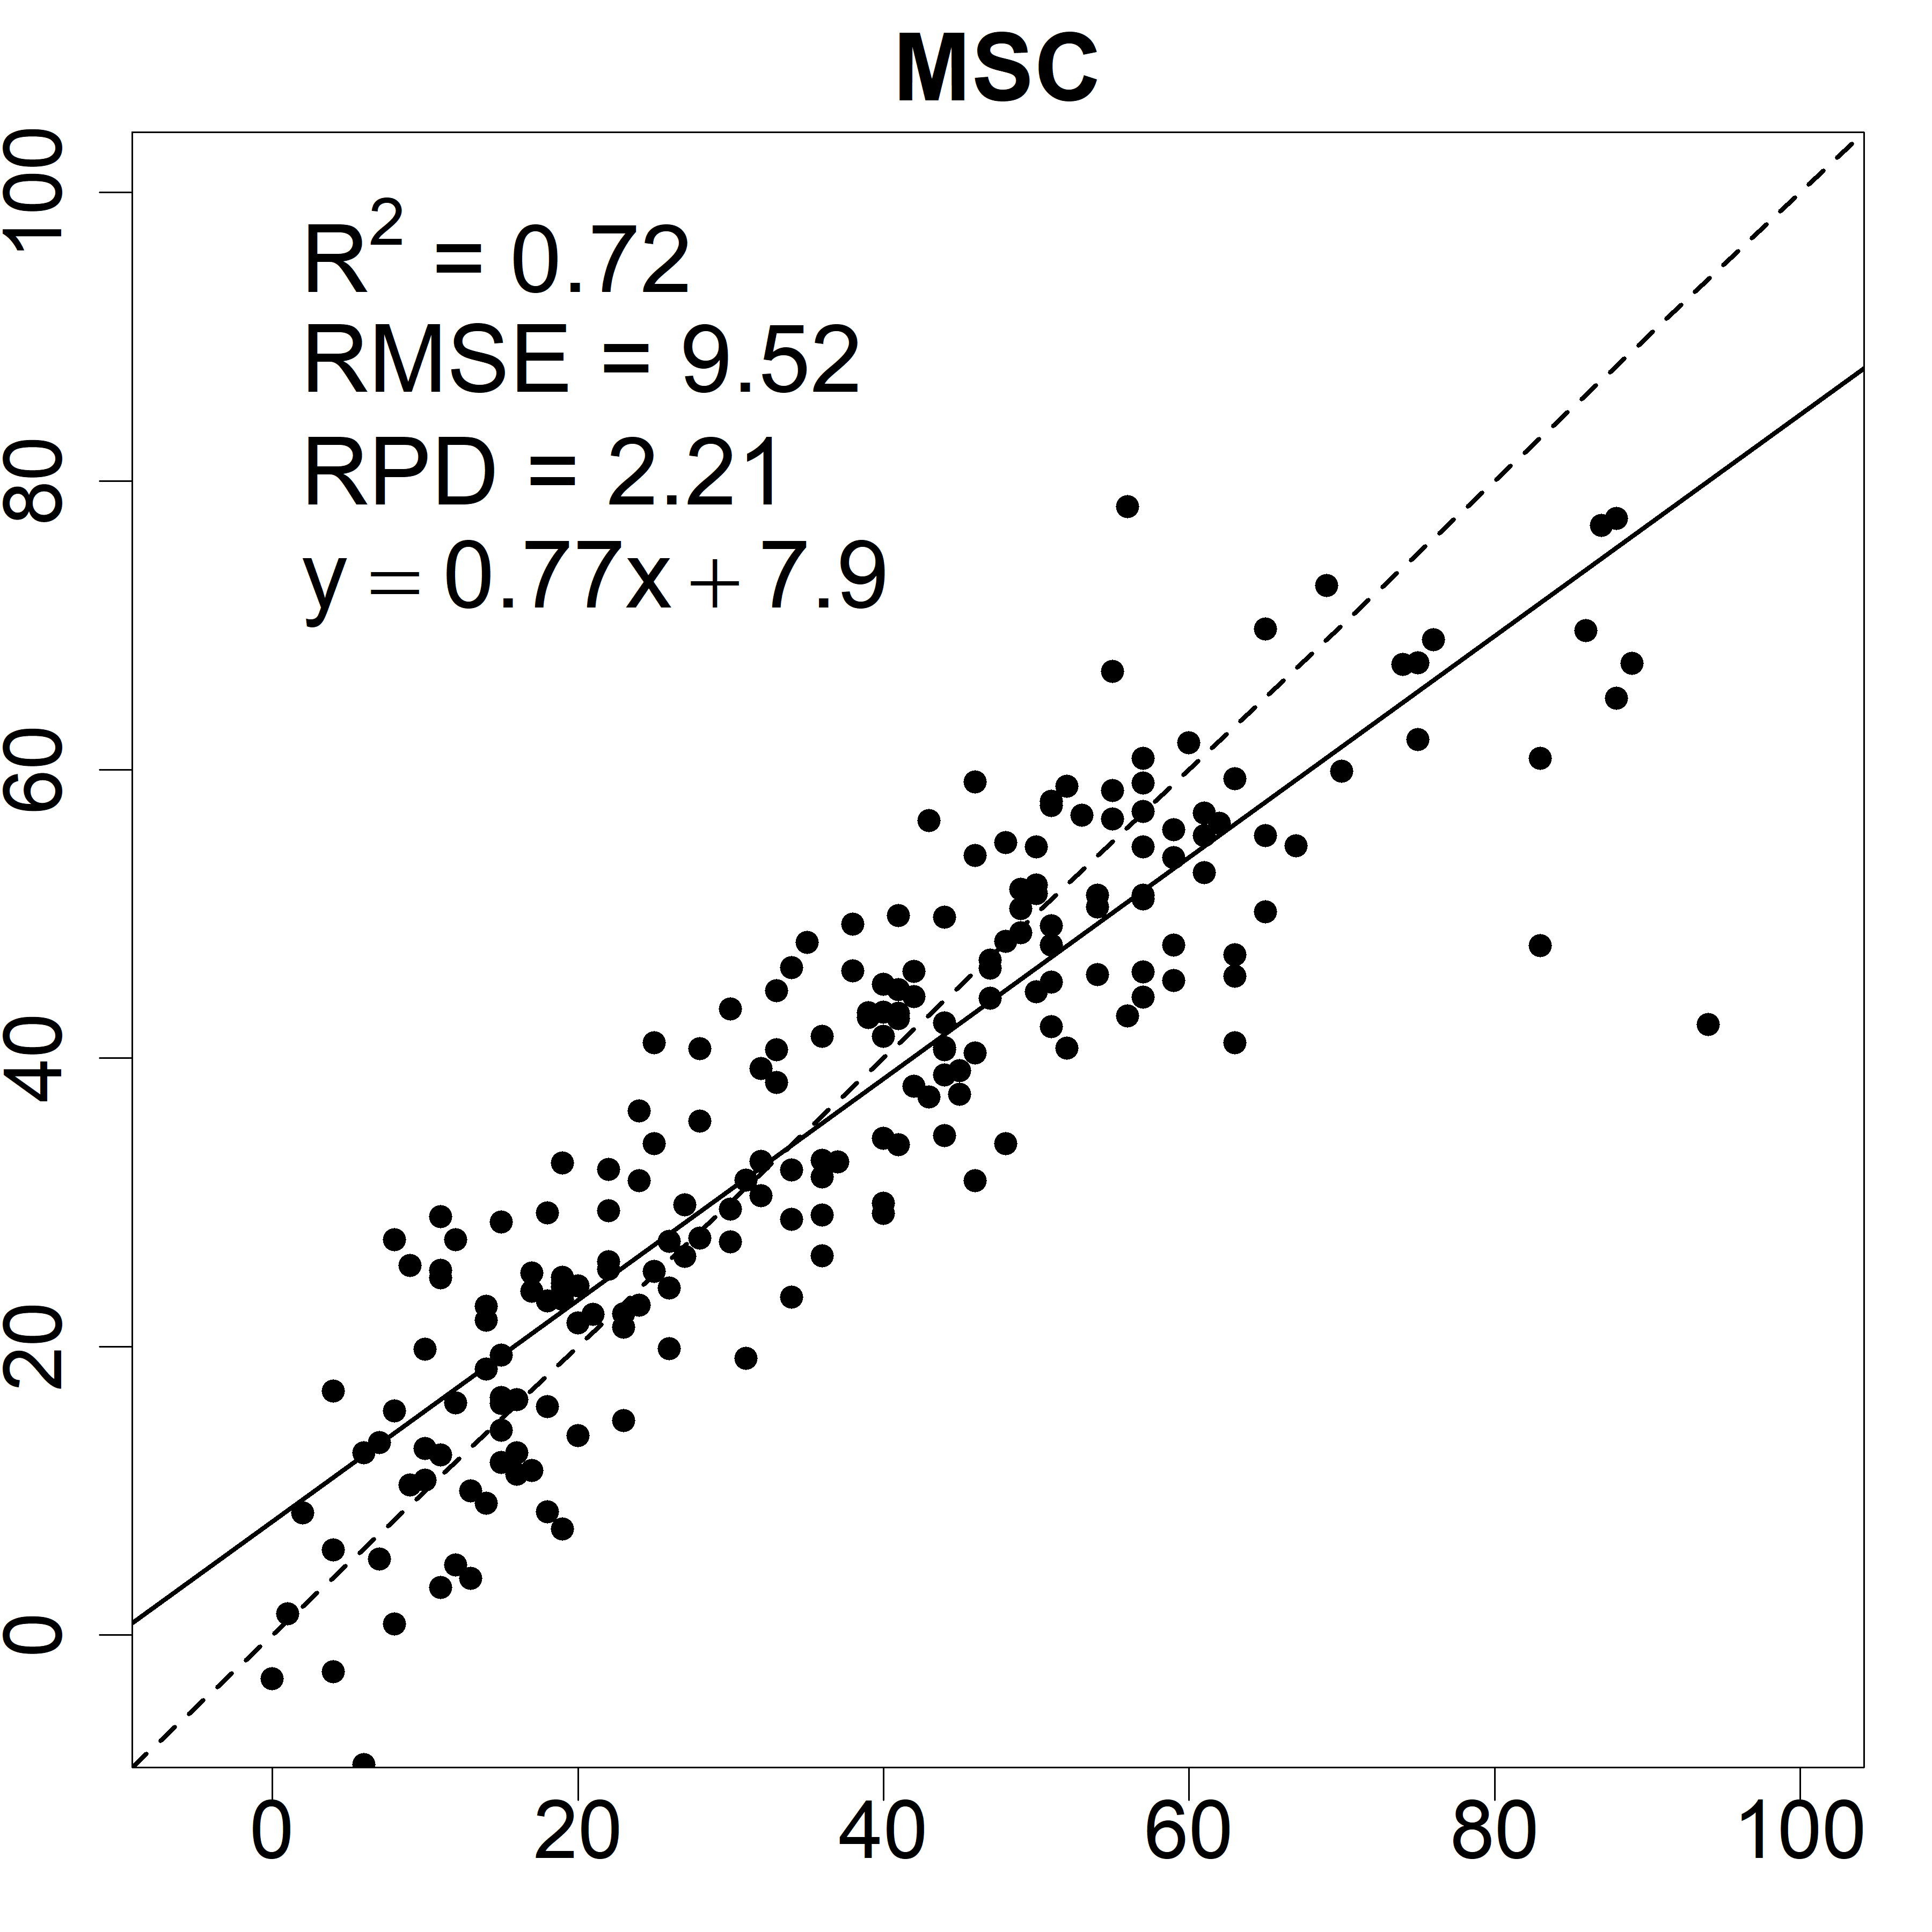 MSC
R² = 0.72
RMSE = 9.52
RPD = 2.21
y = 0.77x + 7.9
100
80
60
40
20
0
0 20 40 60 80 100